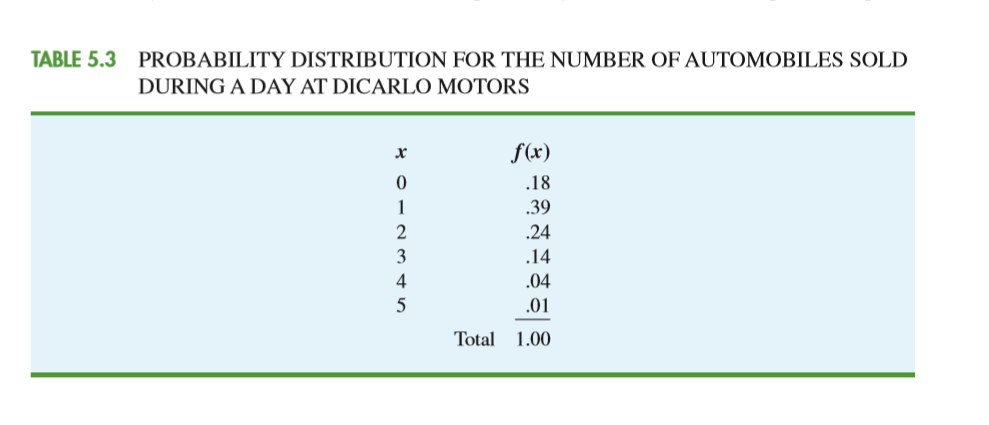 TABLE 5.3 PROBABILITY DISTRIBUTION FOR THE NUMBER OF AUTOMOBILES SOLD
DURING A DAY AT DICARLO MOTORS
x f(x)
0 .18
1 .39
2 .24
3 .14
4 .04
5 .01
Total 1.00